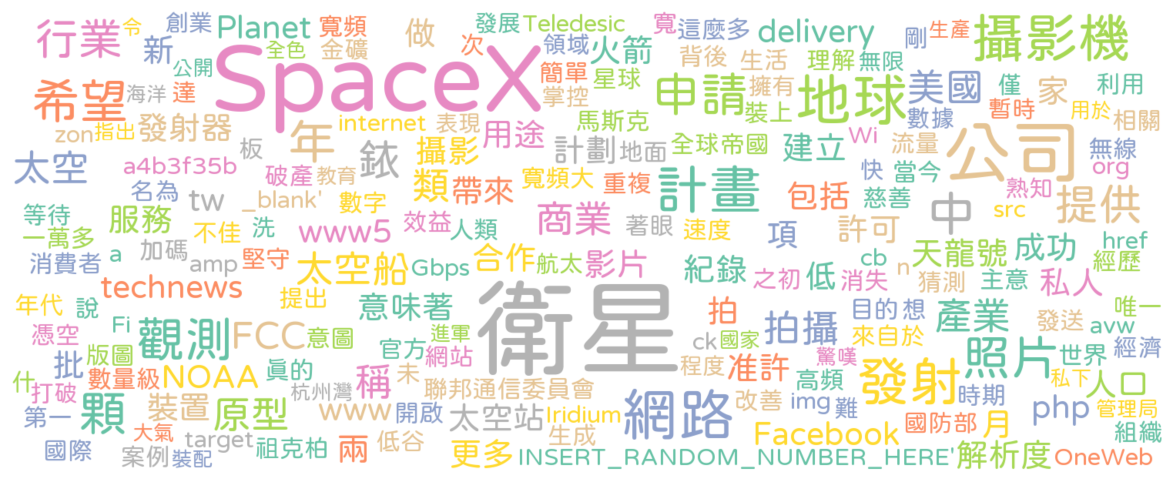 令 創業 Planet 寬頻 做 發展 Teledesic 寬 這麼多 delivery 剛 生產 攝影機
行業 新 全色 金礦 SpaceX 次 領域 火箭 背後 生活 理解 無限
公開 簡單 星球 申請 地球 美國 僅 家 利用
希望 海洋 達 掌控 擁有 裝上 暫時 用於
zon 指出 發射器 年 internet 表現 用途 馬斯克 數據 相關
板 銥 攝影 計劃 地面 全球帝國 建立 Wi 流量 公司 無線
太空 a4b3f35b 破產 教育 類 帶來 寬頻大 重複 計畫 包括 快 當今 熟知 org
名為 tw _blank' 數字 慈善 中 src 提供
等待 服務 不佳 洗 www5 效益 人類 商業 著眼 速度 項 許可 天龍號 成功 href
一萬多 a 加碼 amp 堅守 太空船 Gbps 合作 航太 影片 紀錄 之初 低 消失 cb n 猜測 主意 私人 經歷
消費者 technews 提出 意味著 衛星
年代 說 觀測 FCC 意圖 進軍 拍 拍攝 目的 想 產業 發送 唯一
憑空 Fi 官方 網站 ck 國家 來自於 avw
批 版圖 真的 稱 未 程度 准許 驚嘆 照片 世界 經濟
什 打破 數量級 NOAA 杭州灣 聯邦通信委員會 高頻 發射 私下 人口
第一 顆 裝置 原型 www 開啟 太空站 Iridium 網路 改善 img 難 時期 php 管理局
大氣 target 祖克柏 兩 低谷 生成 Facebook 國防部 月 組織
國際 案例 裝配 更多 INSERT_RANDOM_NUMBER_HERE' 解析度 OneWeb